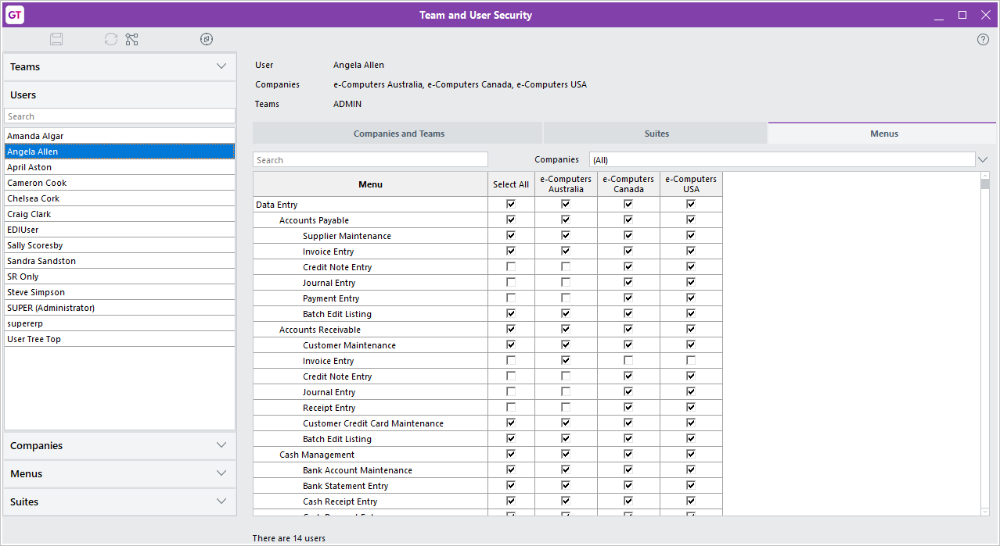 GT
Team and User Security
Teams
Users
Search
Amanda Algar
Angela Allen
April Aston
Cameron Cook
Chelsea Cork
Craig Clark
EDIUser
Sally Scoresby
Sandra Sandston
SR Only
Steve Simpson
SUPER (Administrator)
supererp
User Tree Top
Companies
Menus
Suites
User Angela Allen
Companies e-Computers Australia, e-Computers Canada, e-Computers USA
Teams ADMIN
Companies and Teams Suites Menus
Search Companies (All)
Menu Select All e-Computers Australia e-Computers Canada e-Computers USA
Data Entry
Accounts Payable
Supplier Maintenance
Invoice Entry
Credit Note Entry
Journal Entry
Payment Entry
Batch Edit Listing
Accounts Receivable
Customer Maintenance
Invoice Entry
Credit Note Entry
Journal Entry
Receipt Entry
Customer Credit Card Maintenance
Batch Edit Listing
Cash Management
Bank Account Maintenance
Bank Statement Entry
Cash Receipt Entry
There are 14 users